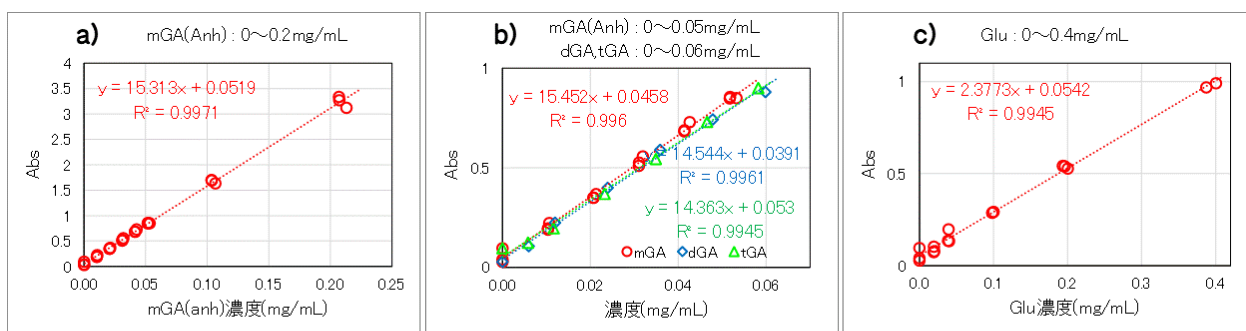 a)
mGA(Anh) : 0～0.2mg/mL
4
3.5
3
2.5
2
1.5
1
0.5
0
Abs
y = 15.313x + 0.0519
R² = 0.9971
0.00
0.05
0.10
0.15
0.20
0.25
mGA(anh)濃度(mg/mL)
b)
mGA(Anh) : 0～0.05mg/mL
dGA,tGA : 0～0.06mg/mL
1
0.5
0
Abs
y = 15.452x + 0.0458
R² = 0.996
14.544x + 0.0391
R² = 0.9961
y = 14.363x + 0.053
R² = 0.9945
mGA
dGA
tGA
0.00
0.02
0.04
0.06
濃度(mg/mL)
c)
Glu : 0～0.4mg/mL
1
0.5
0
Abs
y = 2.3773x + 0.0542
R² = 0.9945
0.0
0.1
0.2
0.3
0.4
Glu濃度(mg/mL)